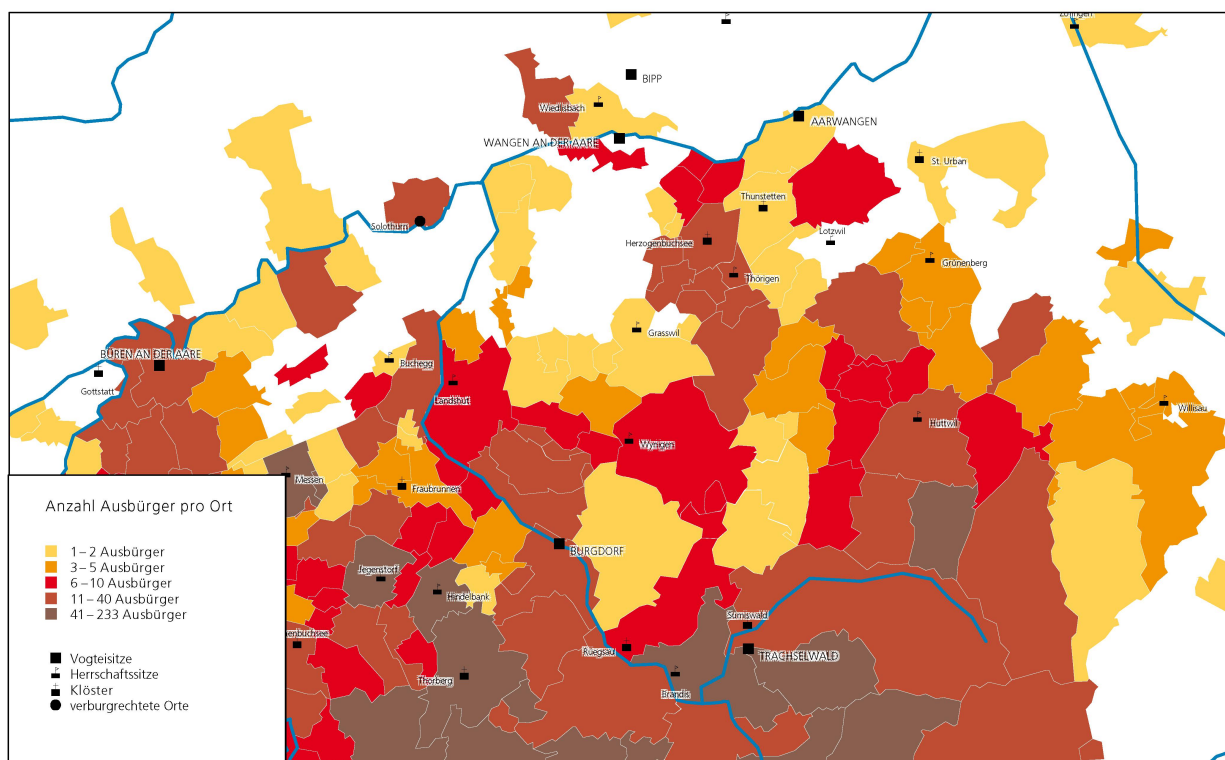 Zofingen
BIPP
Wiedlisbach
AARWANGEN
WANGEN AN DER AARE
St. Urban
Thunstetten
Solothurn
Lotzwil
Herzogenbuchsee
Grünenberg
Thörigen
Grasswil
BÜREN AN DER AARE
Buchegg
Gottstatt
Landshut
Willisau
Huttwil
Wynigen
Messen
Fraubrunnen
BURGDORF
Jegenstorf
Hindelbank
Sumiswald
enbuchsee
Ruegsau
TRACHSELWALD
Thorberg
Brandis
Anzahl Ausbürger pro Ort
1–2 Ausbürger
3–5 Ausbürger
6–10 Ausbürger
11–40 Ausbürger
41–233 Ausbürger
Vogteisitze
Herrschaftssitze
Klöster
verburgrechtete Orte